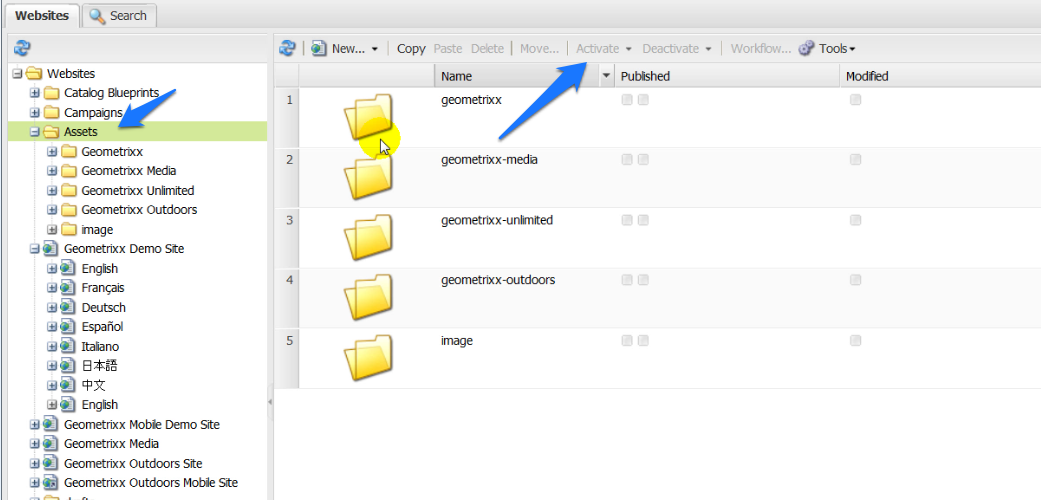 Websites
Search
New...
Copy
Paste
Delete
Move...
Activate
Deactivate
Workflow...
Tools
Websites
Catalog Blueprints
Campaigns
Assets
Geometrixx
Geometrixx Media
Geometrixx Unlimited
Geometrixx Outdoors
image
Geometrixx Demo Site
English
Français
Deutsch
Español
Italiano
日本語
中文
English
Geometrixx Mobile Demo Site
Geometrixx Media
Geometrixx Outdoors Site
Geometrixx Outdoors Mobile Site
Name
Published
Modified
1
geometrixx
2
geometrixx-media
3
geometrixx-unlimited
4
geometrixx-outdoors
5
image